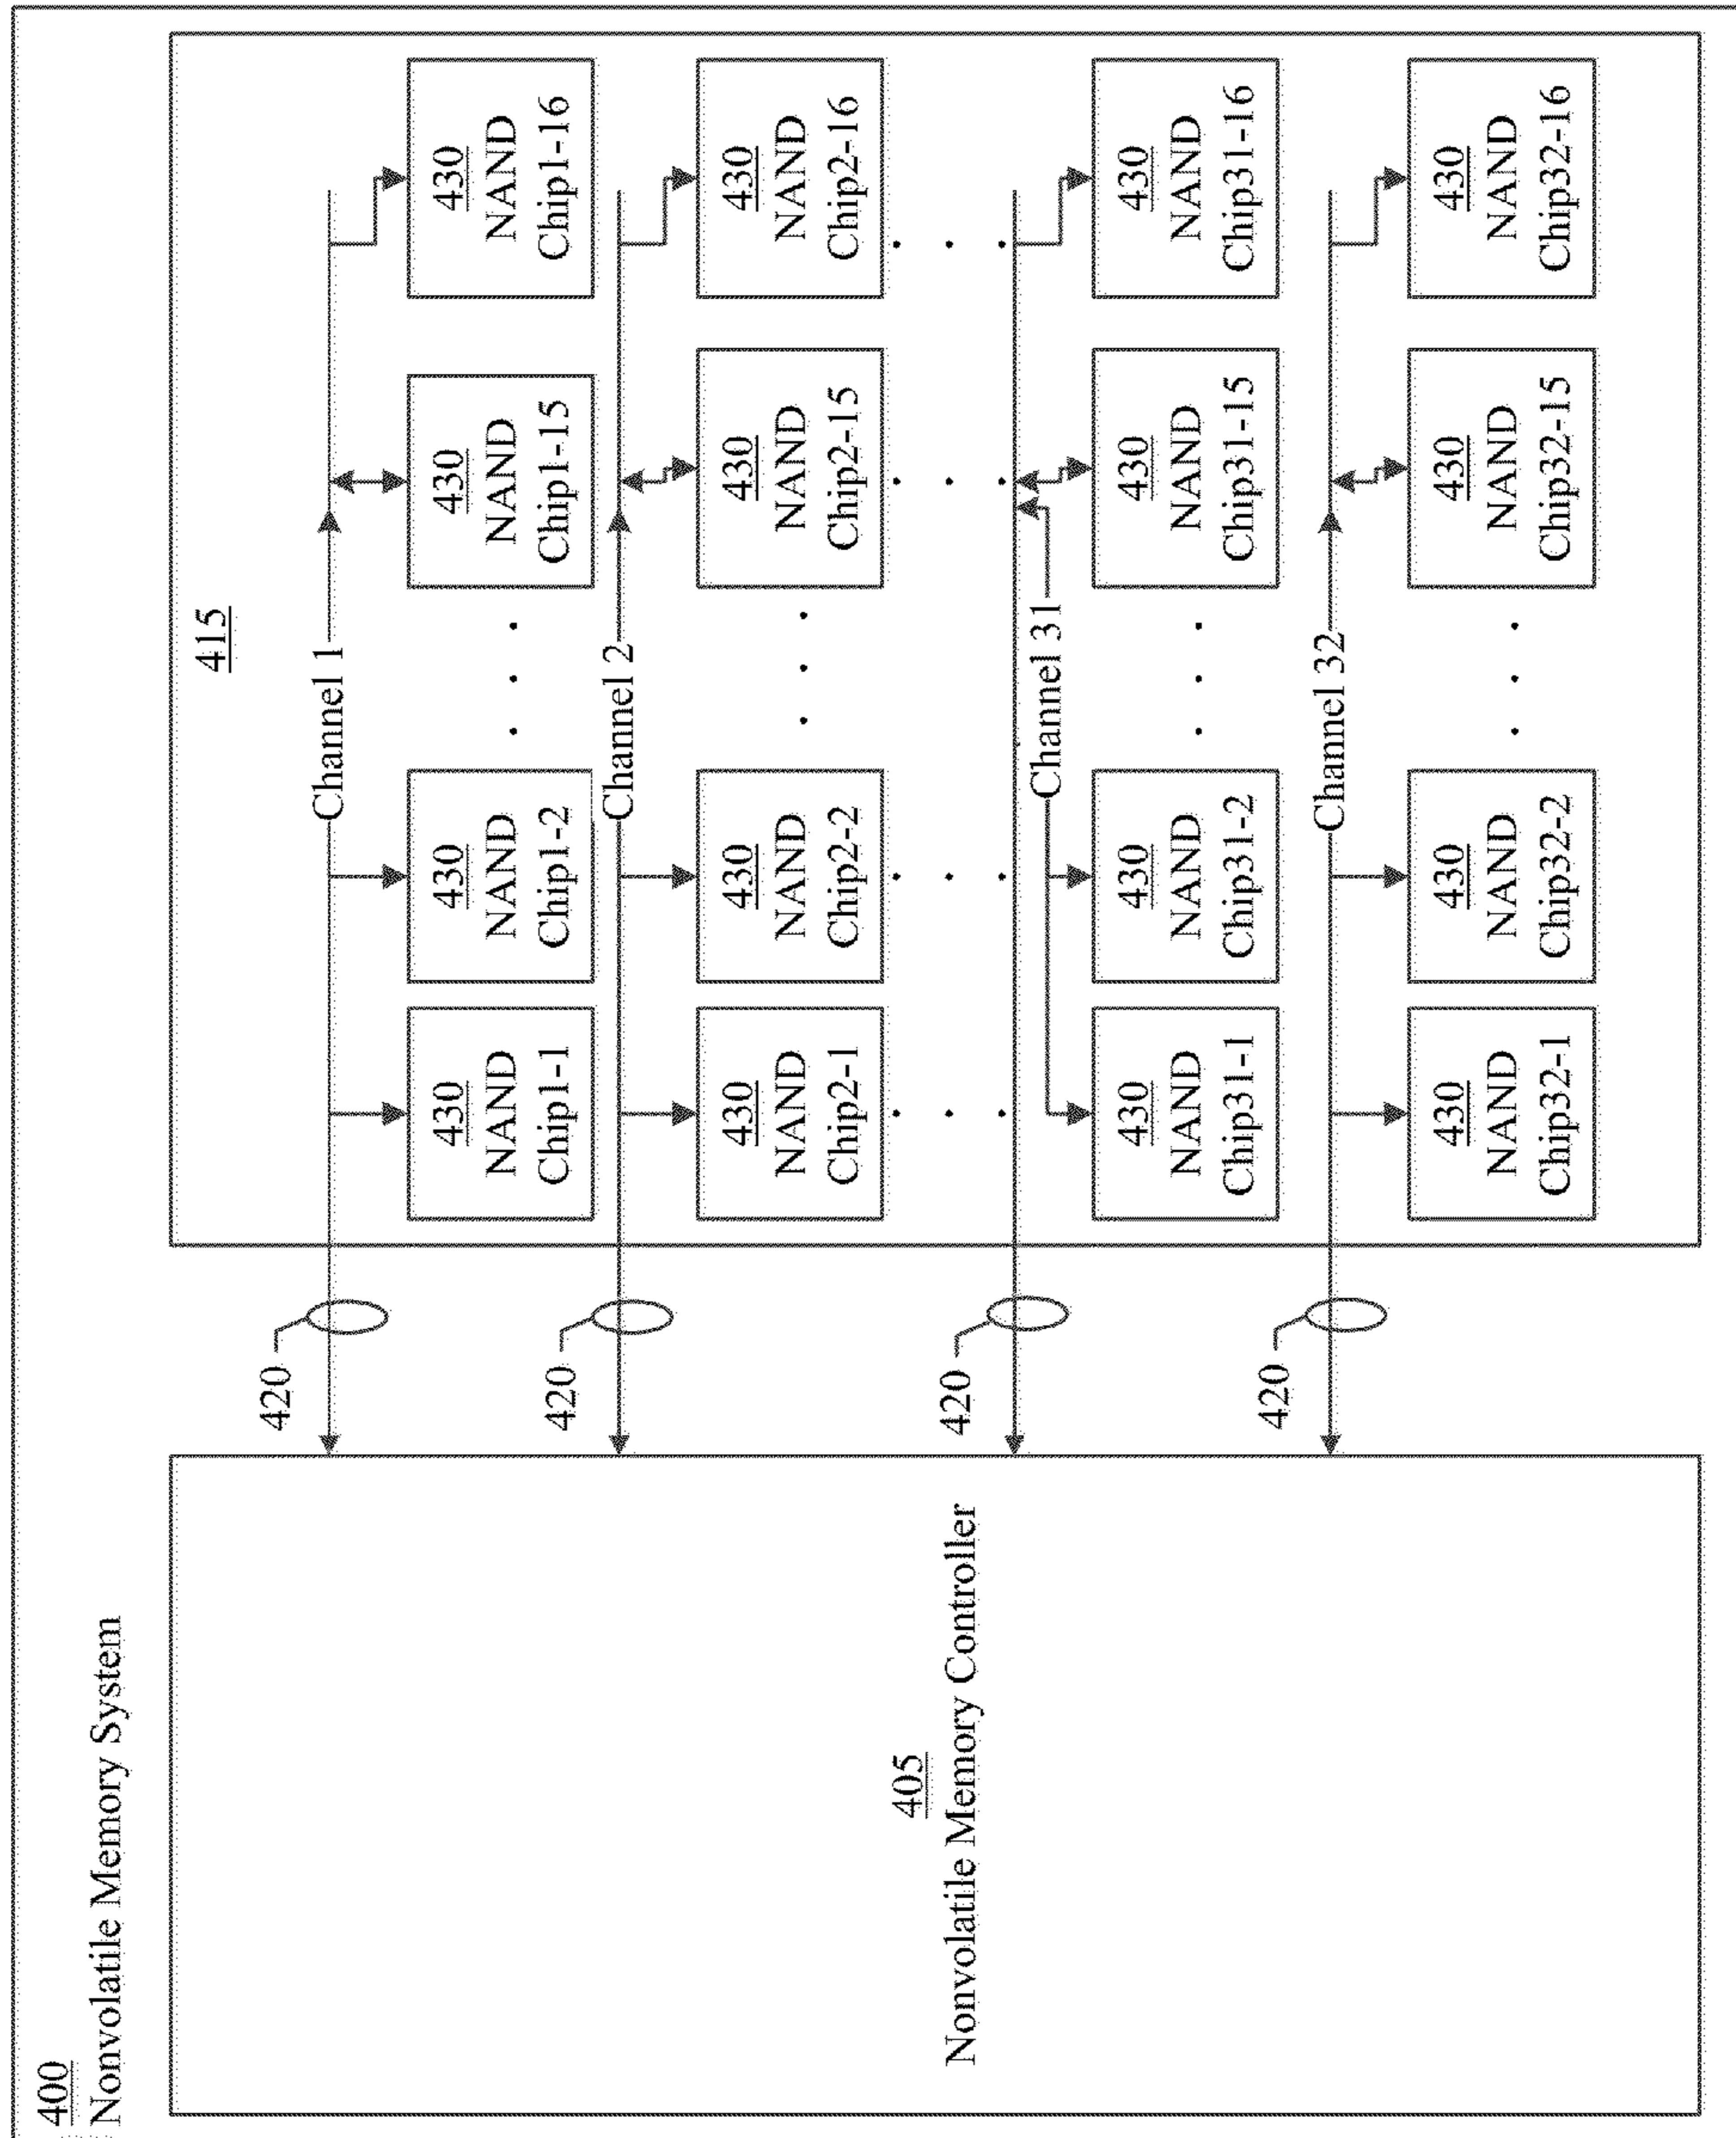 400
Nonvolatile Memory System
415
405
Nonvolatile Memory Controller
420
Channel 1
430
NAND
Chip1-1
430
NAND
Chip1-2
. . .
430
NAND
Chip1-15
430
NAND
Chip1-16
420
Channel 2
430
NAND
Chip2-1
430
NAND
Chip2-2
. . .
430
NAND
Chip2-15
430
NAND
Chip2-16
. . .
. . .
. . .
. . .
420
Channel 31
430
NAND
Chip31-1
430
NAND
Chip31-2
. . .
430
NAND
Chip31-15
430
NAND
Chip31-16
420
Channel 32
430
NAND
Chip32-1
430
NAND
Chip32-2
. . .
430
NAND
Chip32-15
430
NAND
Chip32-16